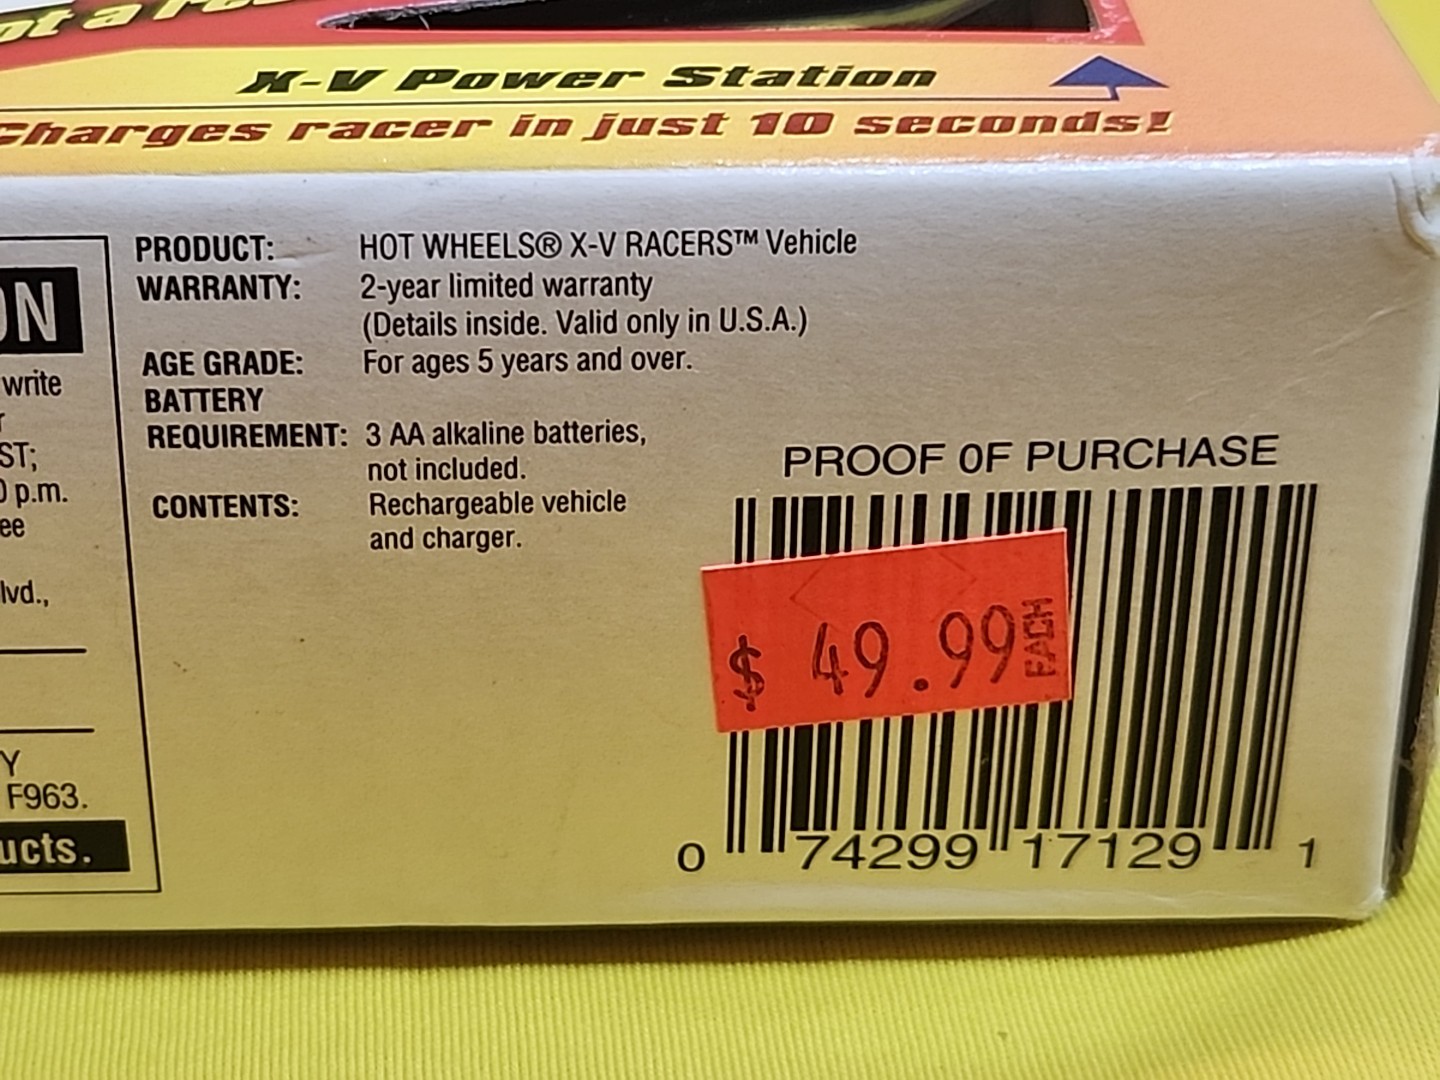 X-V Power Station
Charges racer in just 10 seconds!
PRODUCT: HOT WHEELS® X-V RACERS™ Vehicle
WARRANTY: 2-year limited warranty
(Details inside. Valid only in U.S.A.)
AGE GRADE: For ages 5 years and over.
BATTERY
REQUIREMENT: 3 AA alkaline batteries,
not included.
CONTENTS: Rechargeable vehicle
and charger.
write
ST;
p.m.
lvd.,
F963.
PROOF OF PURCHASE
$ 49.99 EACH
0 74299 17129 1